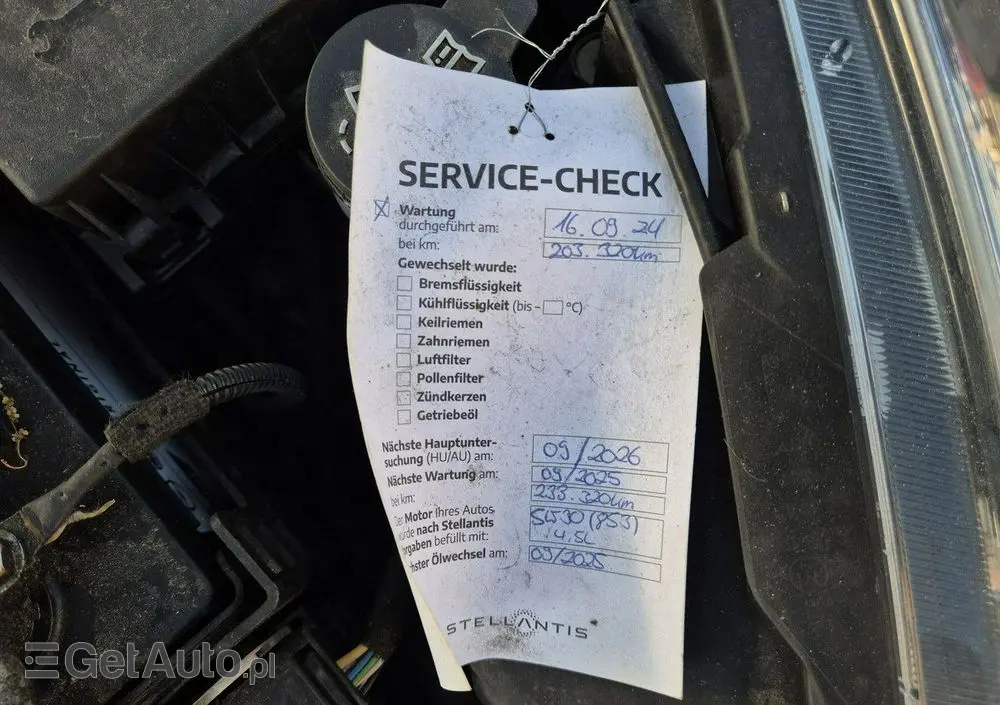 SERVICE-CHECK
Wartung
durchgeführt am: 16.09.24
bei km: 203.320km
Gewechselt wurde:
Bremsflüssigkeit
Kühlflüssigkeit (bis – °C)
Keilriemen
Zahnriemen
Luftfilter
Pollenfilter
Zündkerzen
Getriebeöl
Nächste Hauptunter-
suchung (HU/AU) am: 09/2026
Nächste Wartung am: 09/2025
bei km: 233.320km
Der Motor Ihres Autos
wurde nach Stellantis 5W30
rgaben befüllt mit: 4,5L
hster Ölwechsel am: 09/2025
STELLANTIS
GetAuto.pl